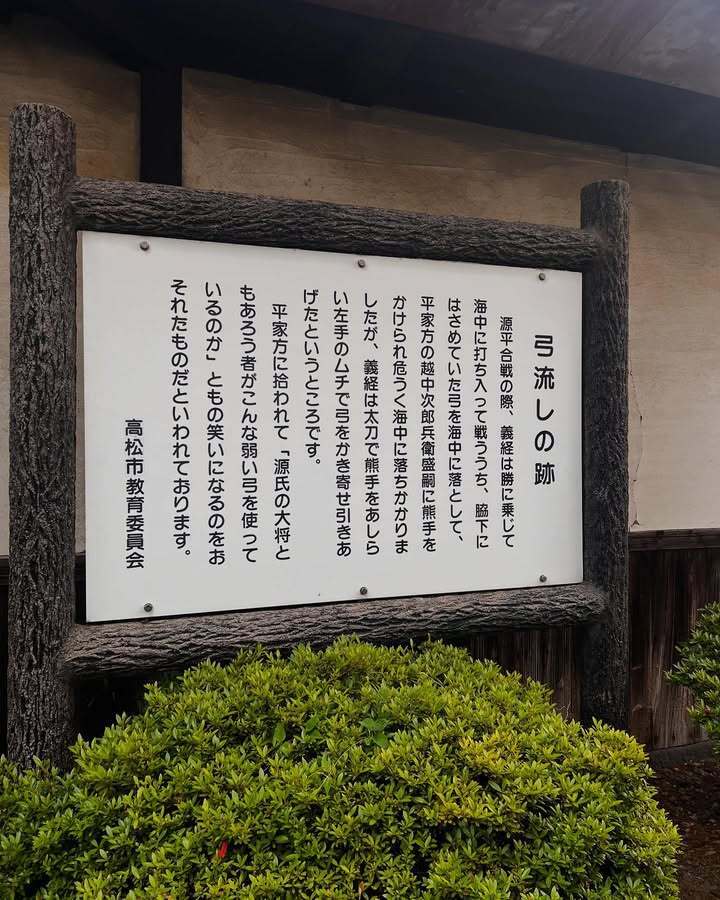 弓流しの跡
源平合戦の際、義経は勝に乗じて
海中に打ち入って戦ううち、脇下に
はさめていた弓を海中に落として、
平家方の越中次郎兵衛盛嗣に熊手を
かけられ危うく海中に落ちかかりま
したが、義経は太刀で熊手をあしら
い左手のムチで弓をかき寄せ引きあ
げたというところです。
平家方に拾われて「源氏の大将と
もあろう者がこんな弱い弓を使って
いるのか」ともの笑いになるのをお
それたものだといわれております。
高松市教育委員会